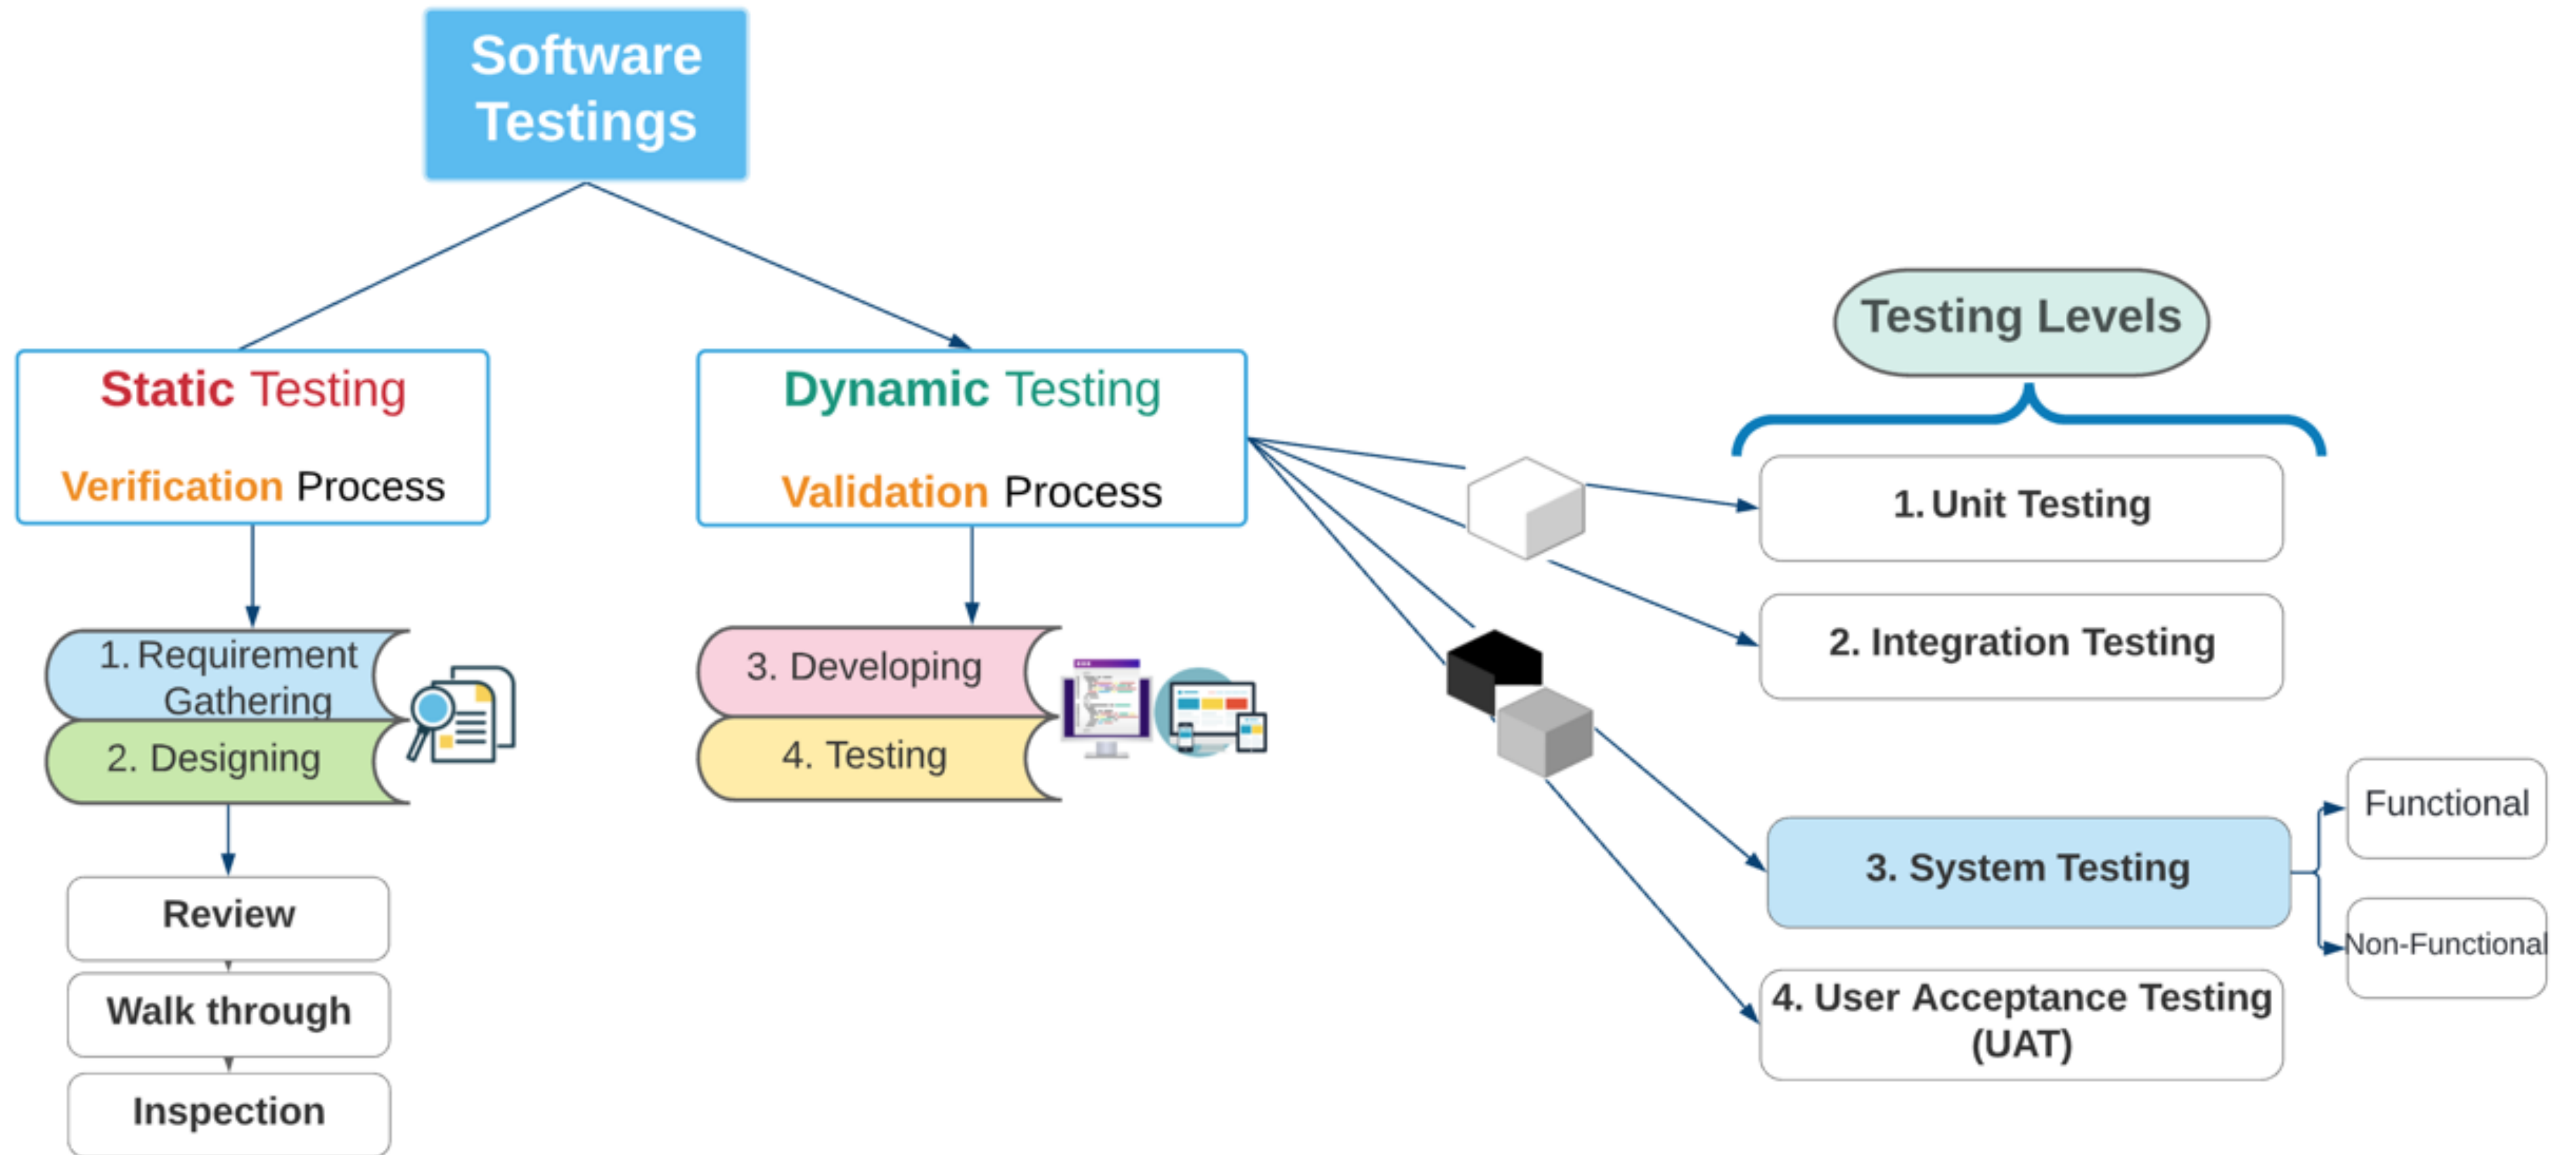 Software
Testings
Static Testing
Verification Process
Dynamic Testing
Validation Process
1. Requirement
Gathering
2. Designing
3. Developing
4. Testing
Review
Walk through
Inspection
Testing Levels
1. Unit Testing
2. Integration Testing
3. System Testing
Functional
Non-Functional
4. User Acceptance Testing
(UAT)